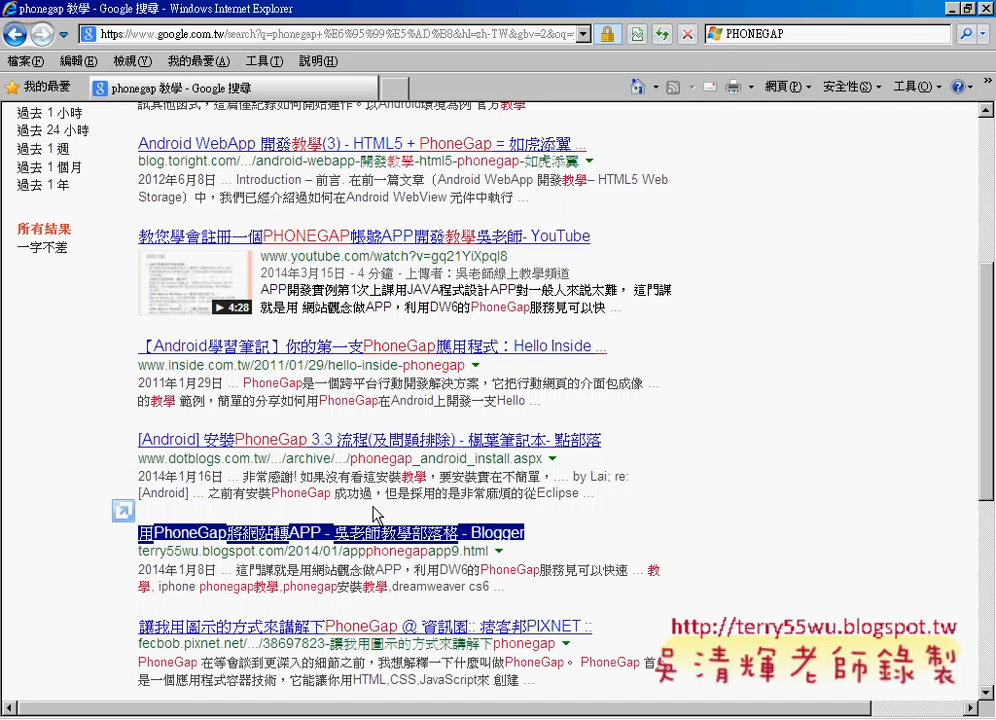 phonegap 教學 - Google 搜尋 - Windows Internet Explorer
https://www.google.com.tw/search?q=phonegap+%E6%95%99%E5%AD%B8&hl=zh-TW&gbv=2&oq=
PHONEGAP
檔案(F) 編輯(E) 檢視(V) 我的最愛(A) 工具(T) 說明(H)
我的最愛
phonegap 教學 - Google 搜尋
網頁(P) 安全性(S) 工具(O)
過去 1 小時
過去 24 小時
過去 1 週
過去 1 個月
過去 1 年
所有結果
一字不差
試其他函式，這篇僅紀錄如何開始運作。以Android環境為例 官方教學
Android WebApp 開發教學(3) - HTML5 + PhoneGap = 如虎添翼 ...
blog.toright.com/.../android-webapp-開發教學-html5-phonegap-如虎添翼
2012年6月8日 ... Introduction – 前言. 在前一篇文章〔Android WebApp 開發教學– HTML5 Web
Storage〕中，我們已經介紹過如何在Android WebView 元件中執行 ...
教您學會註冊一個PHONEGAP帳號APP開發教學吳老師- YouTube
www.youtube.com/watch?v=gq21YiXpqI8
2014年3月15日 - 4 分鐘 - 上傳者：吳老師線上教學頻道
APP開發實例第1次上課用JAVA程式設計APP對一般人來說太難， 這門課
就是用 網站觀念做APP，利用DW6的PhoneGap服務見可以快 ...
4:28
【Android學習筆記】你的第一支PhoneGap應用程式：Hello Inside ...
www.inside.com.tw/2011/01/29/hello-inside-phonegap
2011年1月29日 ... PhoneGap是一個跨平台行動開發解決方案，它把行動網頁的介面包成像 ...
的教學 範例，簡單的分享如何用PhoneGap在Android上開發一支Hello ...
[Android] 安裝PhoneGap 3.3 流程(及問題排除) - 楓葉筆記本- 點部落
www.dotblogs.com.tw/.../archive/.../phonegap_android_install.aspx
2014年1月16日 ... 非常感謝! 如果沒有看這安裝教學，要安裝實在不簡單，.... by Lai; re:
[Android] ... 之前有安裝PhoneGap 成功過，但是採用的是非常麻煩的從Eclipse ...
用PhoneGap將網站轉APP - 吳老師教學部落格 - Blogger
terry55wu.blogspot.com/2014/01/appphonegapapp9.html
2014年1月8日 ... 這門課就是用網站觀念做APP，利用DW6的PhoneGap服務見可以快速 ... 教
學, iphone phonegap教學,phonegap安裝教學,dreamweaver cs6 ...
讓我用圖示的方式來講解下PhoneGap @ 資訊園:: 痞客邦PIXNET ::
fecbob.pixnet.net/.../38697823-讓我用圖示的方式來講解下phonegap
PhoneGap 在等會談到更深入的細節之前，我想解釋一下什麼叫做PhoneGap。 PhoneGap 首
是一個應用程式容器技術，它能讓你用HTML,CSS,JavaScript來 創建 ...
http://terry55wu.blogspot.tw
吳清輝老師錄製